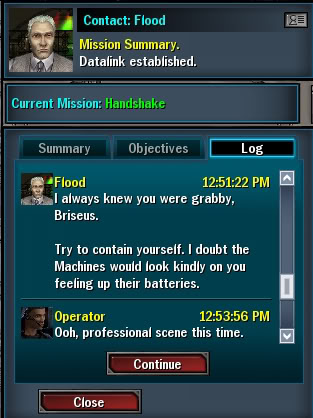 Contact: Flood
Mission Summary.
Datalink established.
Current Mission: Handshake
Summary Objectives Log
Flood 12:51:22 PM
I always knew you were grabby,
Briseus.
Try to contain yourself. I doubt the
Machines would look kindly on you
feeling up their batteries.
Operator 12:53:56 PM
Ooh, professional scene this time.
Continue
Close